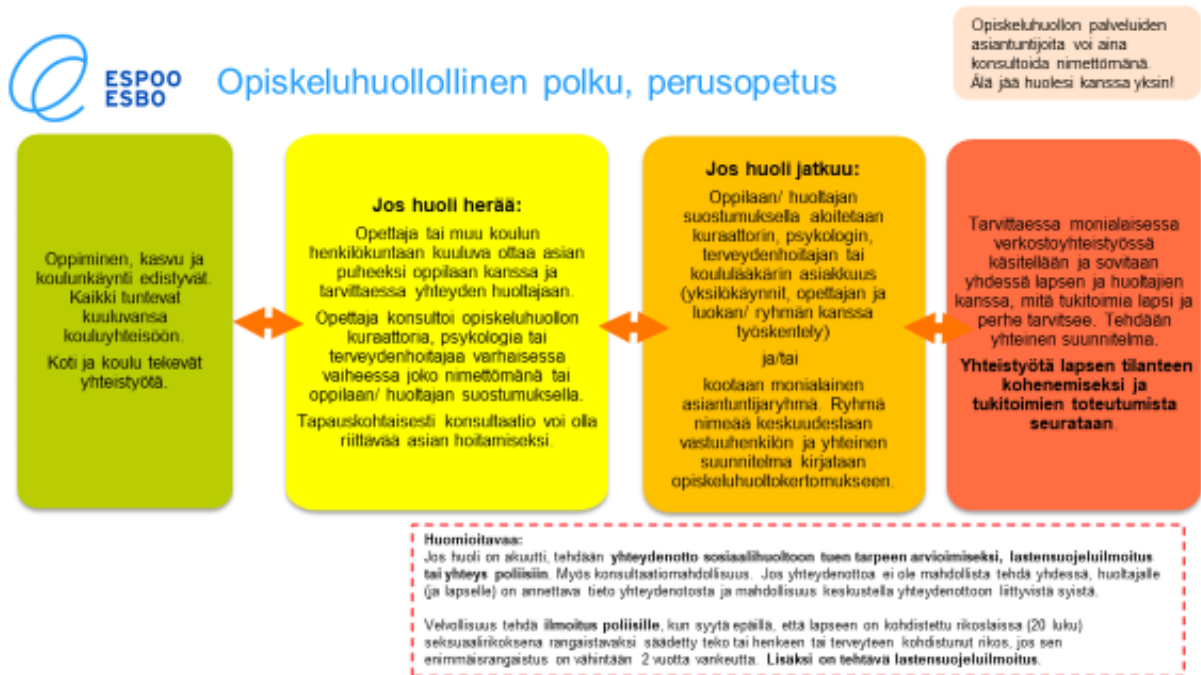 Opiskeluhuollon palveluiden
asiantuntijoita voi aina
konsultoida nimettömänä.
Älä jää huolesi kanssa yksin!
ESPOO
ESBO
Opiskeluhuollollinen polku, perusopetus
Oppiminen, kasvu ja
koulunkäynti edistyvät.
Kaikki tuntevat
kuuluvansa
kouluyhteisöön.
Koti ja koulu tekevät
yhteistyötä.
Jos huoli herää:
Opettaja tai muu koulun
henkilökuntaan kuuluva ottaa asian
puheeksi oppilaan kanssa ja
tarvittaessa yhteyden huoltajaan.
Opettaja konsultoi opiskeluhuollon
kuraattoria, psykologia tai
terveydenhoitajaa varhaisessa
vaiheessa joko nimettömänä tai
oppilaan/ huoltajan suostumuksella.
Tapauskohtaisesti konsultaatio voi olla
riittävää asian hoitamiseksi.
Jos huoli jatkuu:
Oppilaan/ huoltajan
suostumuksella aloitetaan
kuraattorin, psykologin,
terveydenhoitajan tai
koululääkärin asiakkuus
(yksilökäynnit, opettajan ja
luokan/ ryhmän kanssa
työskentely)
ja/tai
kootaan monialainen
asiantuntijaryhmä. Ryhmä
nimeää keskuudestaan
vastuuhenkilön ja yhteinen
suunnitelma kirjataan
opiskeluhuoltokertomukseen.
Tarvittaessa monialaisessa
verkostoyhteistyössä
käsitellään ja sovitaan
yhdessä lapsen ja huoltajien
kanssa, mitä tukitoimia lapsi ja
perhe tarvitsee. Tehdään
yhteinen suunnitelma.
Yhteistyötä lapsen tilanteen
kohenemiseksi ja
tukitoimien toteutumista
seurataan.
Huomioitavaa:
Jos huoli on akuutti, tehdään yhteydenotto sosiaalihuoltoon tuen tarpeen arvioimiseksi, lastensuojeluilmoitus
tai yhteys poliisiin. Myös konsultaatiomahdollisuus. Jos yhteydenottoa ei ole mahdollista tehdä yhdessä, huoltajalle
(ja lapselle) on annettava tieto yhteydenotosta ja mahdollisuus keskustella yhteydenottoon liittyvistä syistä.
Velvollisuus tehdä ilmoitus poliisille, kun syytä epäillä, että lapseen on kohdistettu rikoslaissa (20 luku)
seksuaalirikoksena rangaistavaksi säädetty teko tai henkeen tai terveyteen kohdistunut rikos, jos sen
enimmäisrangaistus on vähintään 2 vuotta vankeutta. Lisäksi on tehtävä lastensuojeluilmoitus.